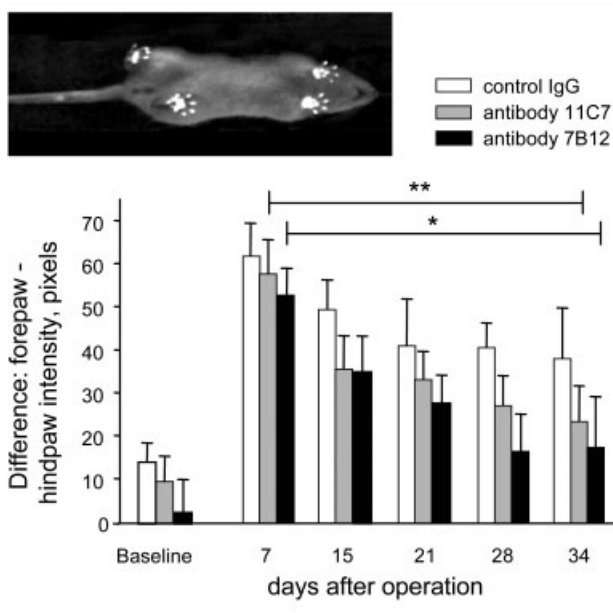 control IgG
antibody 11C7
antibody 7B12
**
*
Difference: forepaw -
hindpaw intensity, pixels
70
60
50
40
30
20
10
0
Baseline 7 15 21 28 34
days after operation